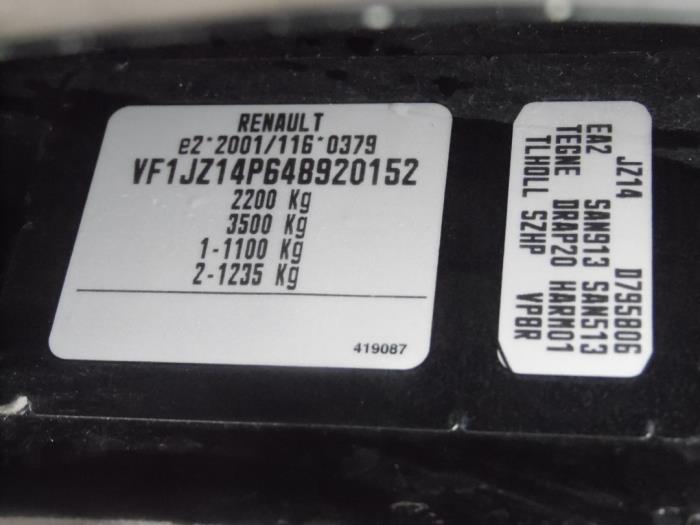 RENAULT
e2*2001/116*0379
VF1JZ14P64B920152
2200 Kg
3500 Kg
1-1100 Kg
2-1235 Kg
419087
JZ14 D795806
EA2 SAN913 SAN513
TEGNE DRAP20 HARM01
TLHOLL SZHP VPBR